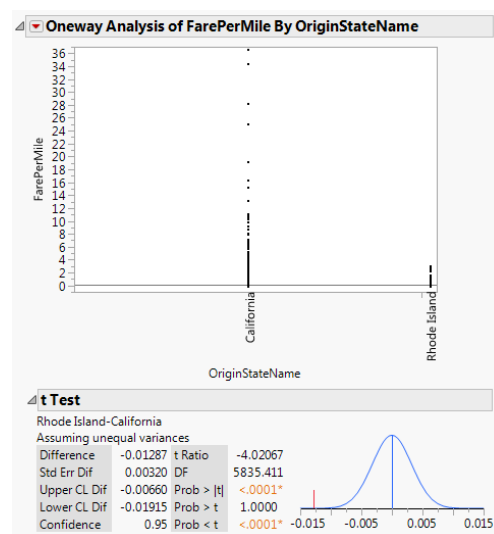 Oneway Analysis of FarePerMile By OriginStateName
36
34
32
30
28
26
24
22
20
18
16
14
12
10
8
6
4
2
0
FarePerMile
California
Rhode Island
OriginStateName
t Test
Rhode Island-California
Assuming unequal variances
Difference -0.01287 t Ratio -4.02067
Std Err Dif 0.00320 DF 5835.411
Upper CL Dif -0.00660 Prob > |t| <.0001*
Lower CL Dif -0.01915 Prob > t 1.0000
Confidence 0.95 Prob < t <.0001*
-0.015 -0.005 0.005 0.015